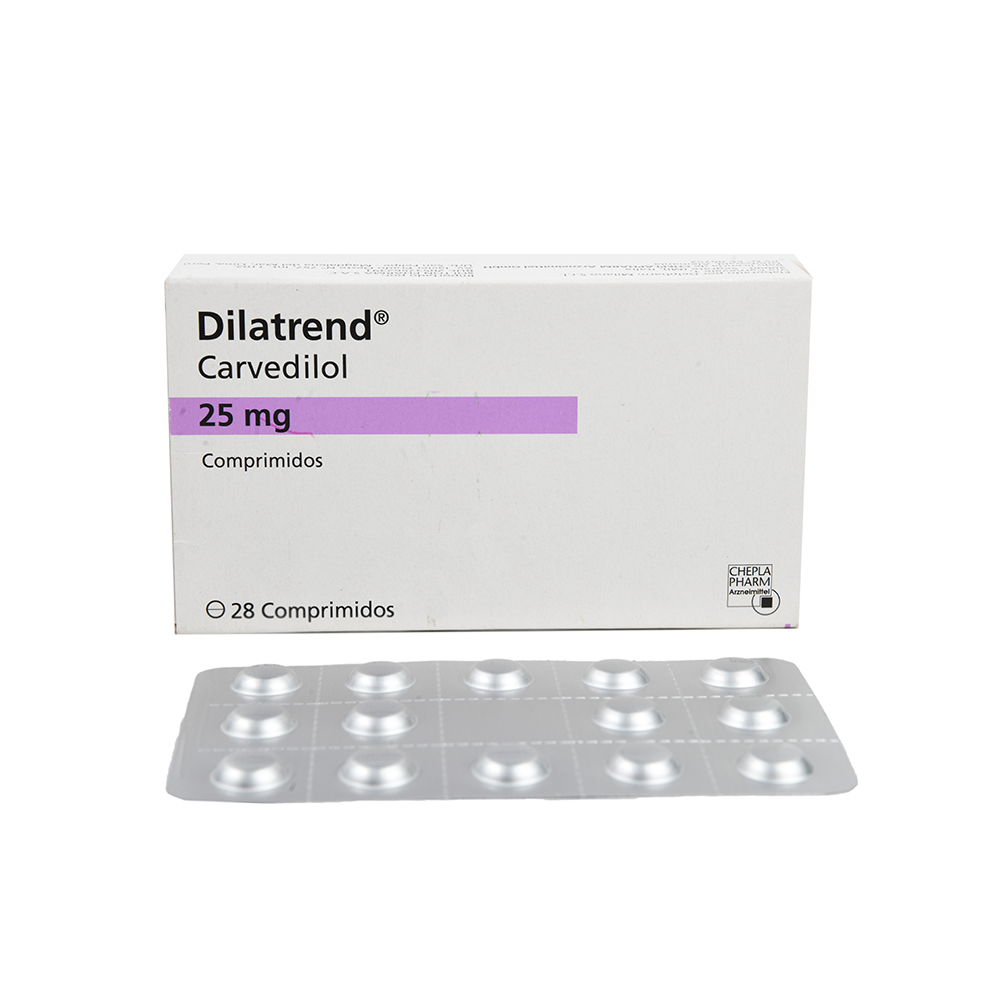 Dilatrend®
Carvedilol
25 mg
Comprimidos
28 Comprimidos
CHEPLA
PHARM
Arzneimittel